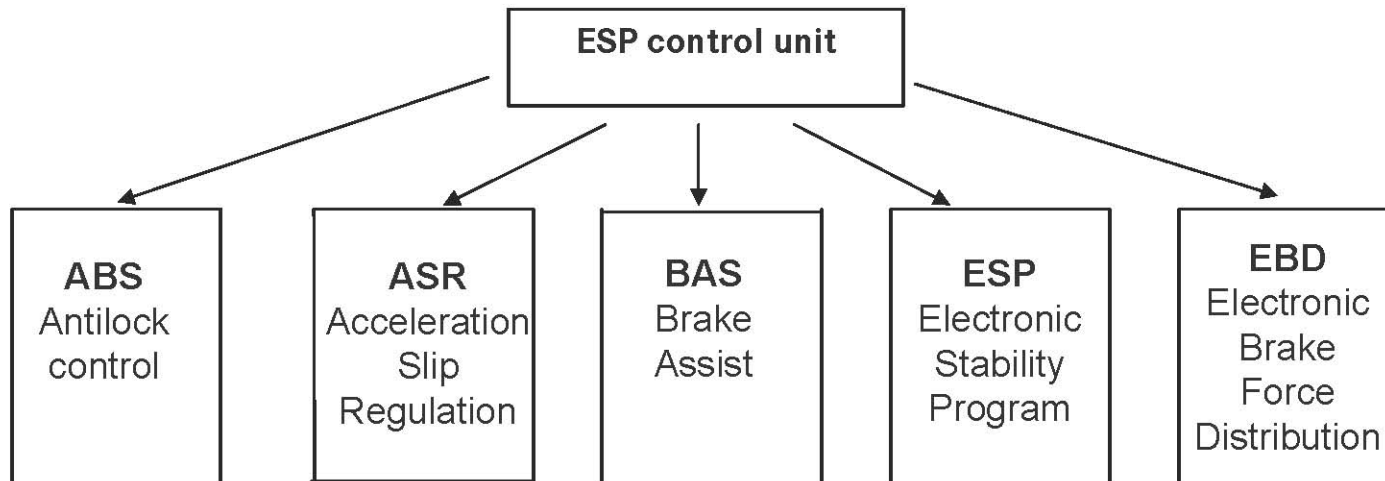 ESP control unit
ABS
Antilock
control
ASR
Acceleration
Slip
Regulation
BAS
Brake
Assist
ESP
Electronic
Stability
Program
EBD
Electronic
Brake
Force
Distribution